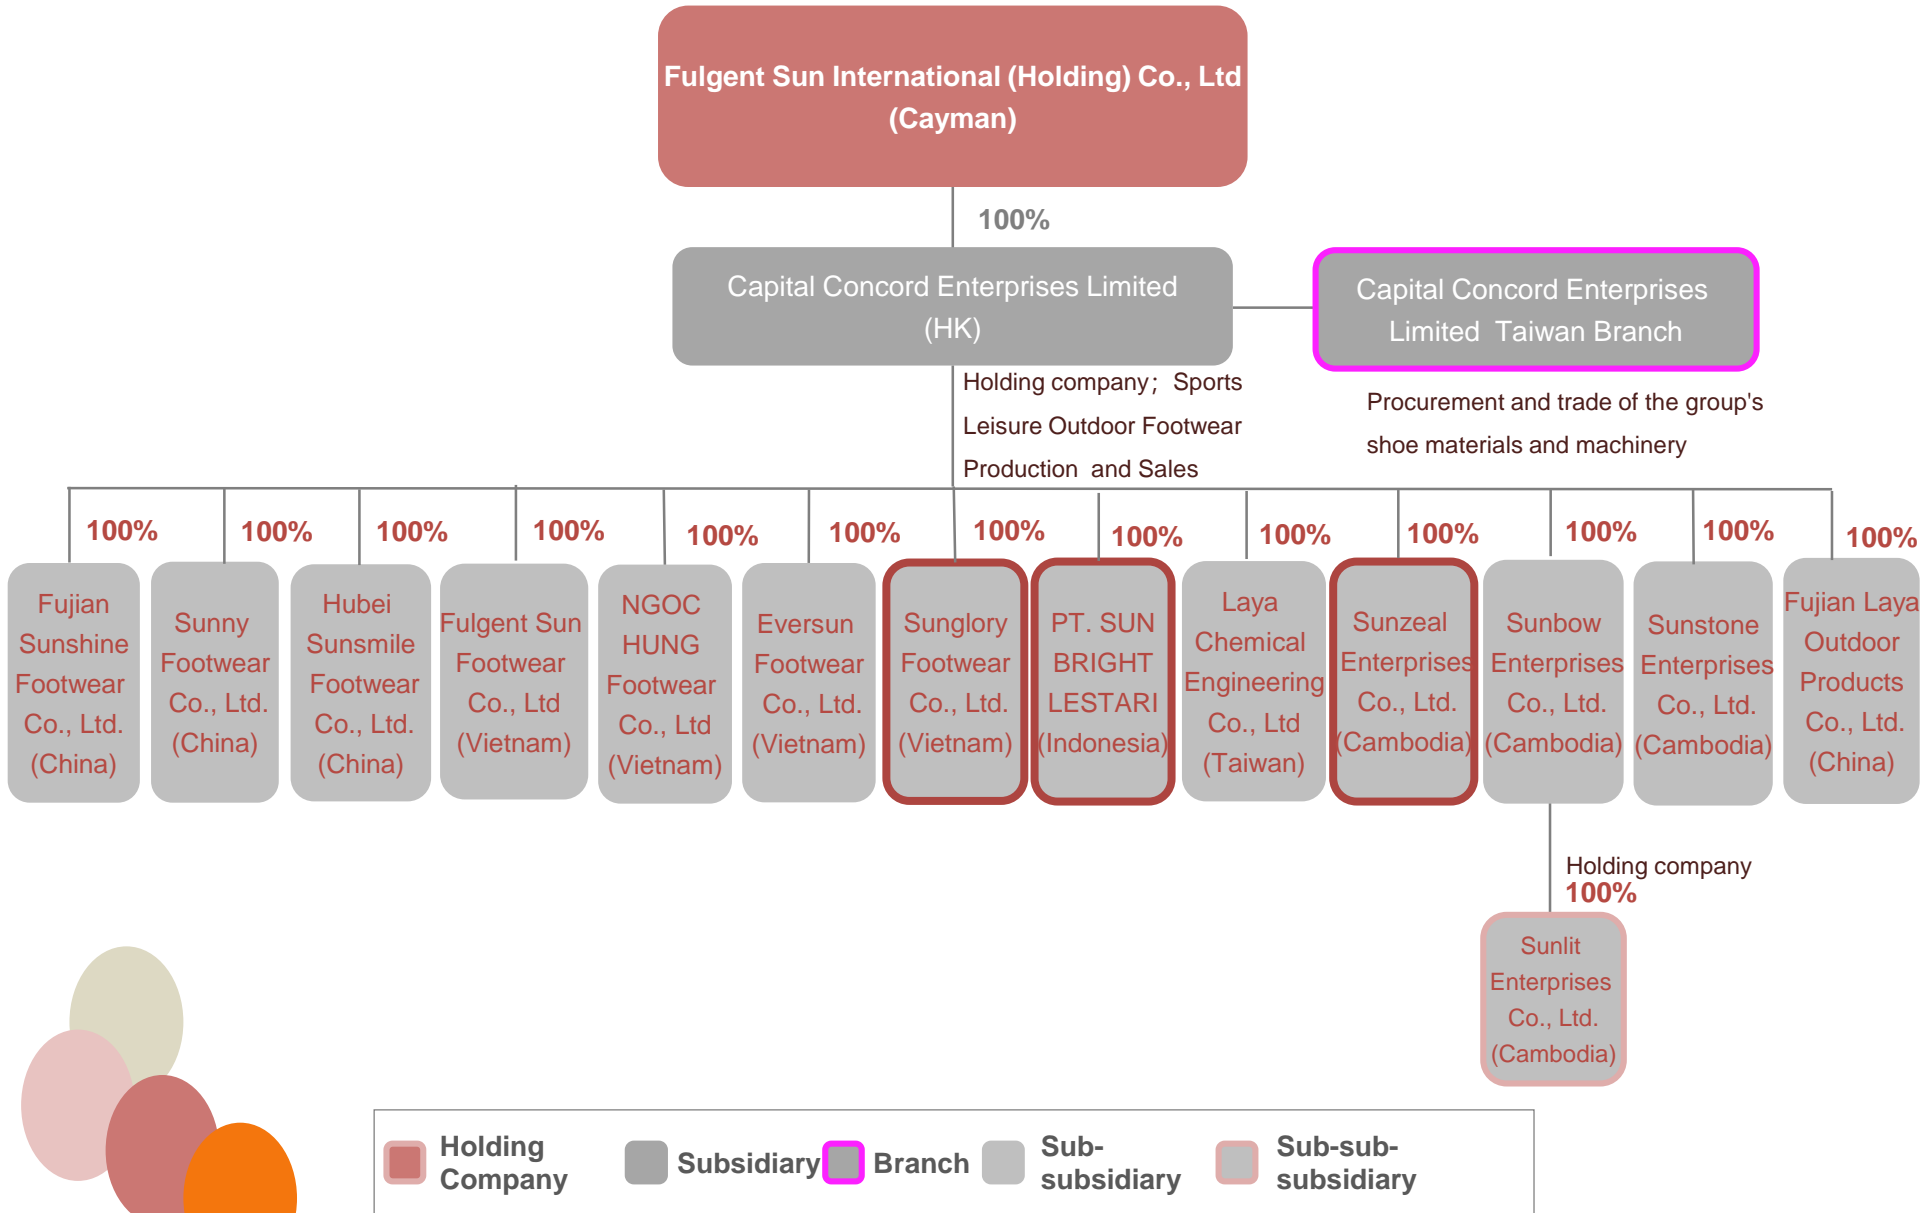 Fulgent Sun International (Holding) Co., Ltd
(Cayman)
100%
Capital Concord Enterprises Limited
(HK)
Capital Concord Enterprises
Limited Taiwan Branch
Holding company; Sports
Leisure Outdoor Footwear
Production and Sales
Procurement and trade of the group's
shoe materials and machinery
100%
100%
100%
100%
100%
100%
100%
100%
100%
100%
100%
100%
100%
Fujian
Sunshine
Footwear
Co., Ltd.
(China)
Sunny
Footwear
Co., Ltd.
(China)
Hubei
Sunsmile
Footwear
Co., Ltd.
(China)
Fulgent Sun
Footwear
Co., Ltd
(Vietnam)
NGOC
HUNG
Footwear
Co., Ltd
(Vietnam)
Eversun
Footwear
Co., Ltd.
(Vietnam)
Sunglory
Footwear
Co., Ltd.
(Vietnam)
PT. SUN
BRIGHT
LESTARI
(Indonesia)
Laya
Chemical
Engineering
Co., Ltd
(Taiwan)
Sunzeal
Enterprises
Co., Ltd.
(Cambodia)
Sunbow
Enterprises
Co., Ltd.
(Cambodia)
Sunstone
Enterprises
Co., Ltd.
(Cambodia)
Fujian Laya
Outdoor
Products
Co., Ltd.
(China)
Holding company
100%
Sunlit
Enterprises
Co., Ltd.
(Cambodia)
Holding
Company
Subsidiary
Branch
Sub-
subsidiary
Sub-sub-
subsidiary